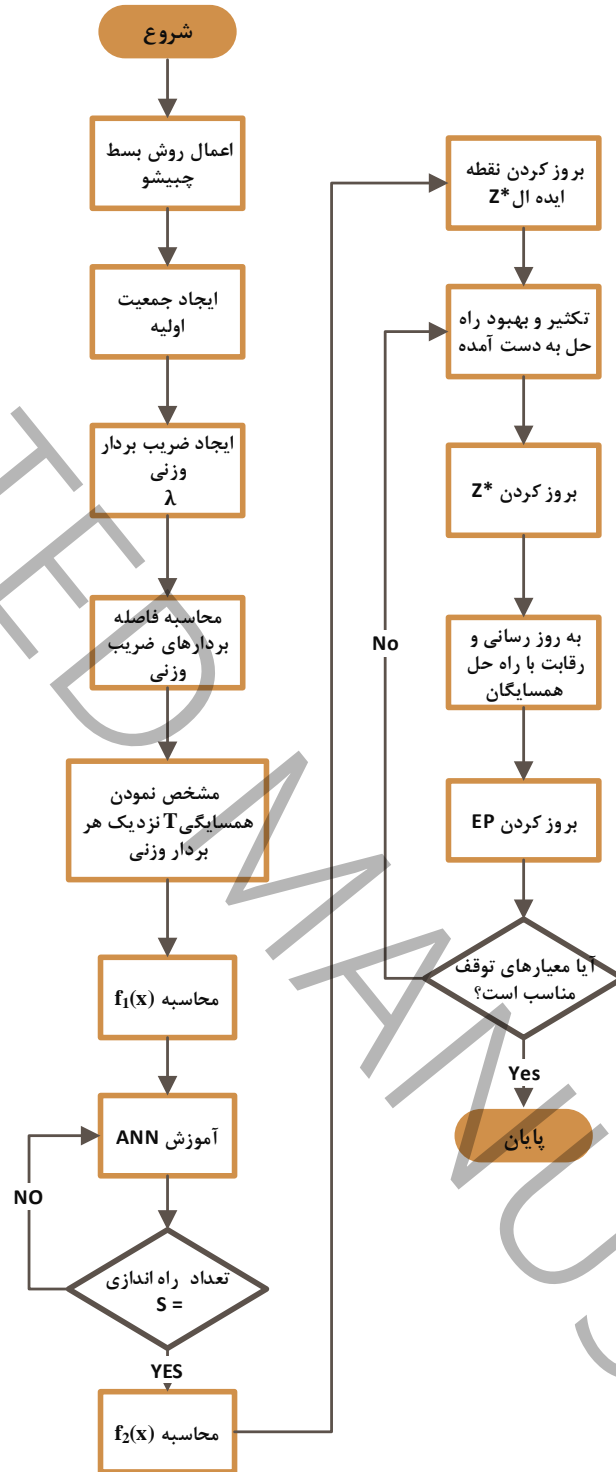 شروع
اعمال روش بسط
چبیشو
ایجاد جمعیت
اولیه
ایجاد ضریب بردار
وزنی
λ
محاسبه فاصله
بردارهای ضریب
وزنی
مشخص نمودن
همسایگی T نزدیک هر
بردار وزنی
محاسبه f₁(x)
آموزش ANN
NO
تعداد راه اندازی
S =
YES
محاسبه f₂(x)
بروز کردن نقطه
ایده ال Z*
تکثیر و بهبود راه
حل به دست آمده
بروز کردن Z*
No
به روز رسانی و
رقابت با راه حل
همسایگان
بروز کردن EP
آیا معیارهای توقف
مناسب است؟
Yes
پایان
TED MANUS